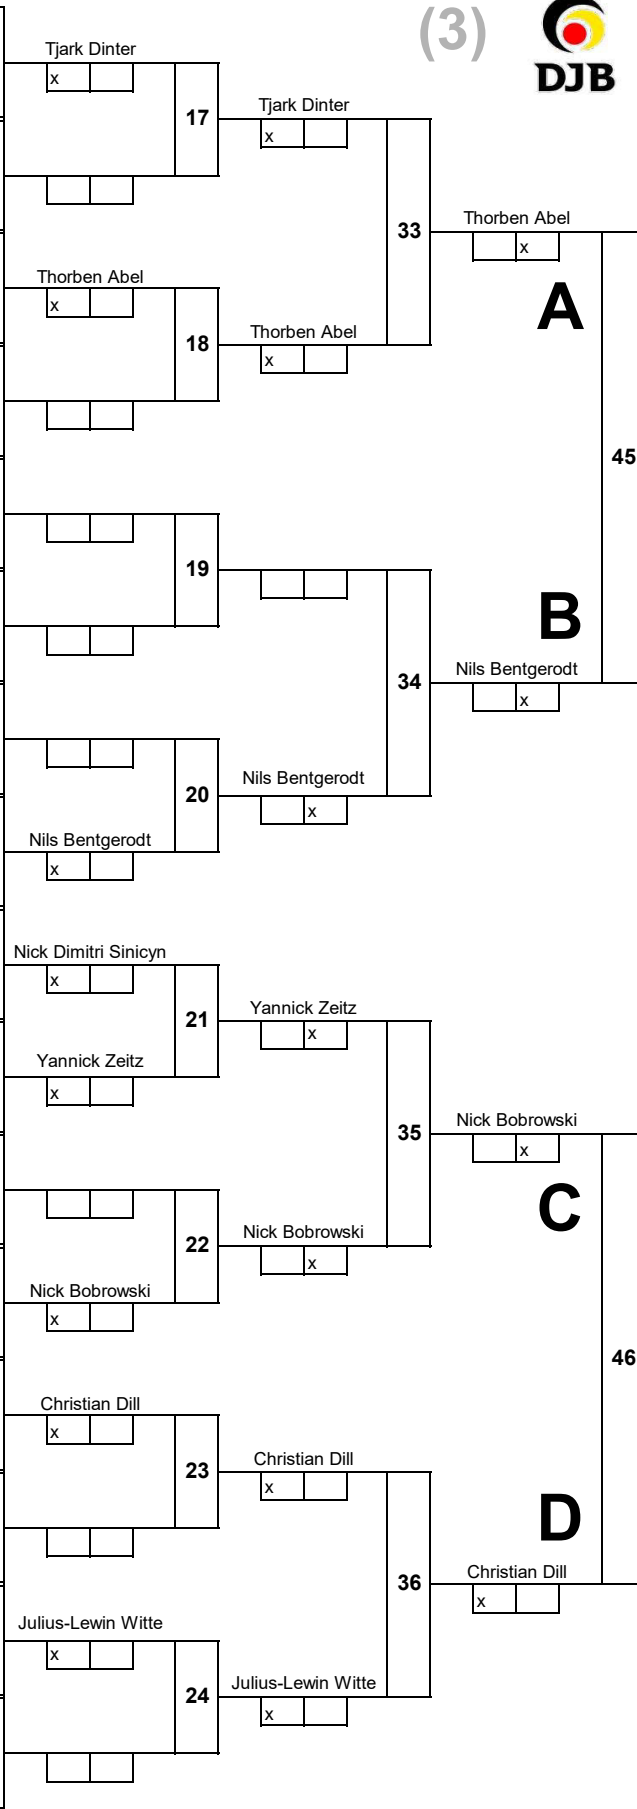 (3)
DJB
Tjark Dinter
x
17
Tjark Dinter
x
33
Thorben Abel
x
A
Thorben Abel
x
18
Thorben Abel
x
45
19
B
34
Nils Bentgerodt
x
20
Nils Bentgerodt
x
Nils Bentgerodt
x
Nick Dimitri Sinicyn
x
21
Yannick Zeitz
x
Yannick Zeitz
x
35
Nick Bobrowski
x
C
22
Nick Bobrowski
x
Nick Bobrowski
x
46
Christian Dill
x
23
Christian Dill
x
D
36
Christian Dill
x
Julius-Lewin Witte
x
24
Julius-Lewin Witte
x